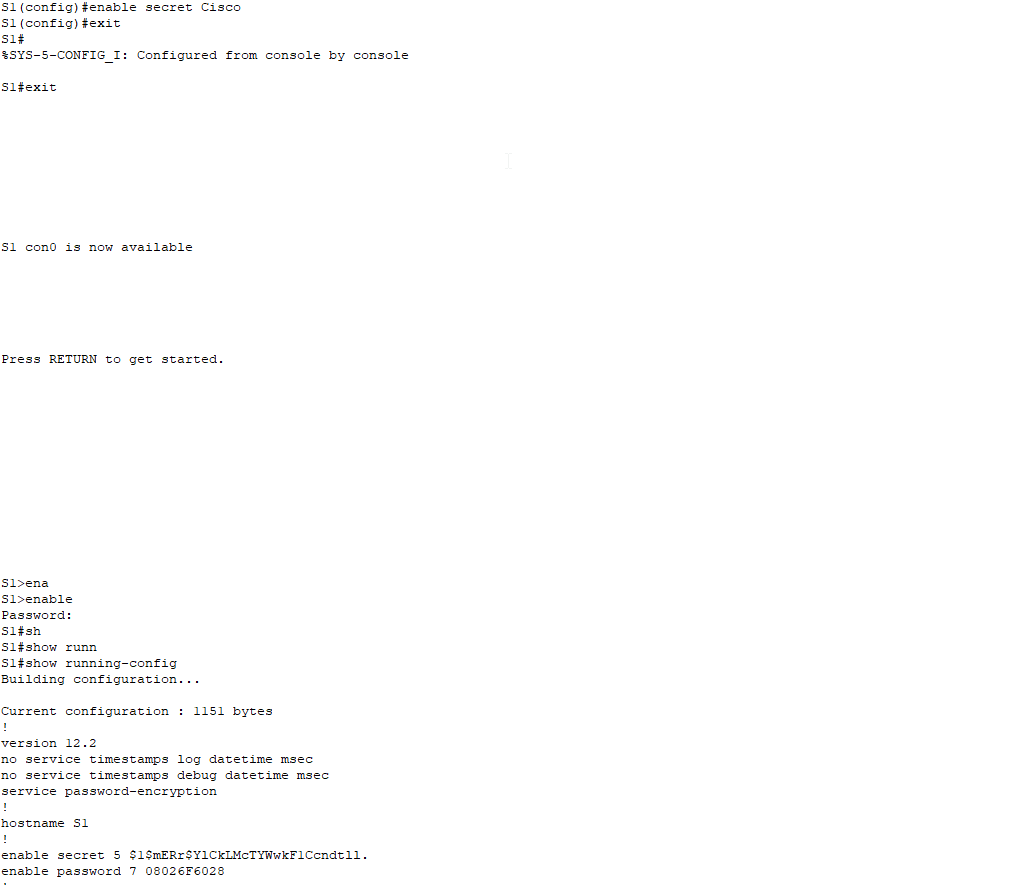 S1(config)#enable secret Cisco
S1(config)#exit
S1#
%SYS-5-CONFIG_I: Configured from console by console
S1#exit
S1 con0 is now available
Press RETURN to get started.
S1>ena
S1>enable
Password:
S1#sh
S1#show runn
S1#show running-config
Building configuration...
Current configuration : 1151 bytes
!
version 12.2
no service timestamps log datetime msec
no service timestamps debug datetime msec
service password-encryption
!
hostname S1
!
enable secret 5 $1$mERr$YlCkLMcTYWwkF1Ccndtll.
enable password 7 08026F6028